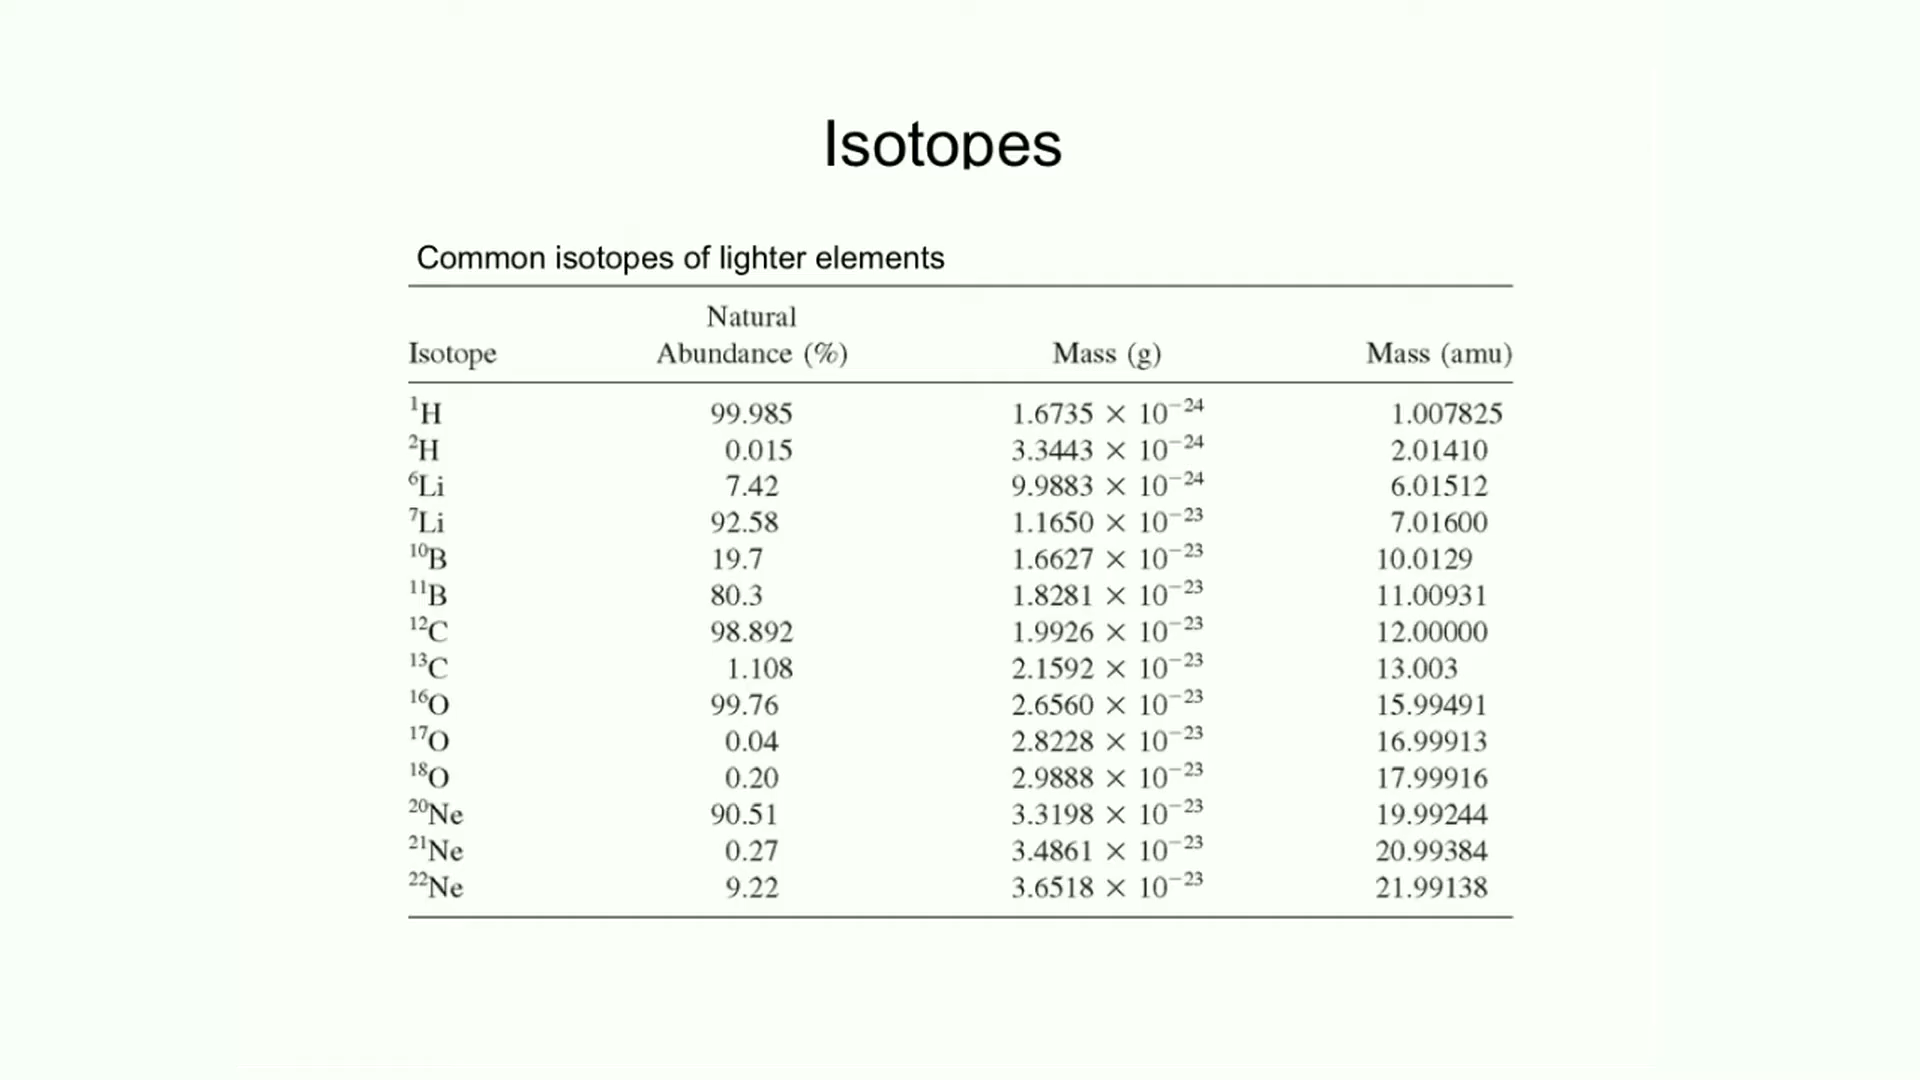 Isotopes
Common isotopes of lighter elements
Natural
Isotope Abundance (%) Mass (g) Mass (amu)
¹H 99.985 1.6735 × 10⁻²⁴ 1.007825
²H 0.015 3.3443 × 10⁻²⁴ 2.01410
⁶Li 7.42 9.9883 × 10⁻²⁴ 6.01512
⁷Li 92.58 1.1650 × 10⁻²³ 7.01600
¹⁰B 19.7 1.6627 × 10⁻²³ 10.0129
¹¹B 80.3 1.8281 × 10⁻²³ 11.00931
¹²C 98.892 1.9926 × 10⁻²³ 12.00000
¹³C 1.108 2.1592 × 10⁻²³ 13.003
¹⁶O 99.76 2.6560 × 10⁻²³ 15.99491
¹⁷O 0.04 2.8228 × 10⁻²³ 16.99913
¹⁸O 0.20 2.9888 × 10⁻²³ 17.99916
²⁰Ne 90.51 3.3198 × 10⁻²³ 19.99244
²¹Ne 0.27 3.4861 × 10⁻²³ 20.99384
²²Ne 9.22 3.6518 × 10⁻²³ 21.99138